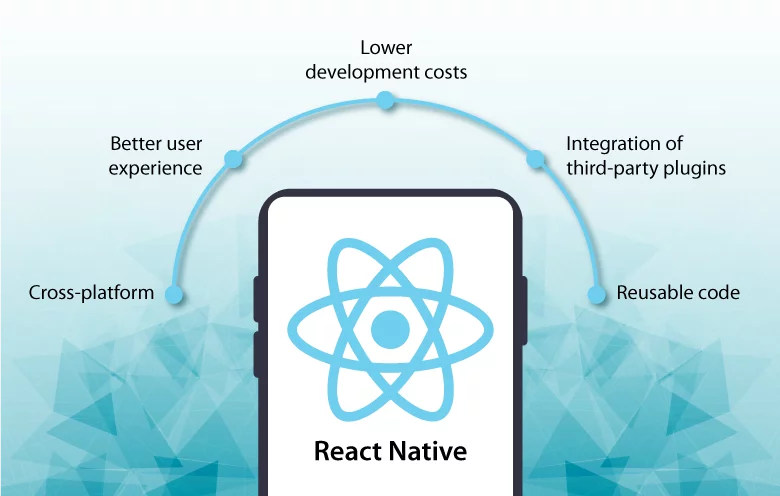 Lower
development costs
Better user
experience
Integration of
third-party plugins
Cross-platform
Reusable code
React Native